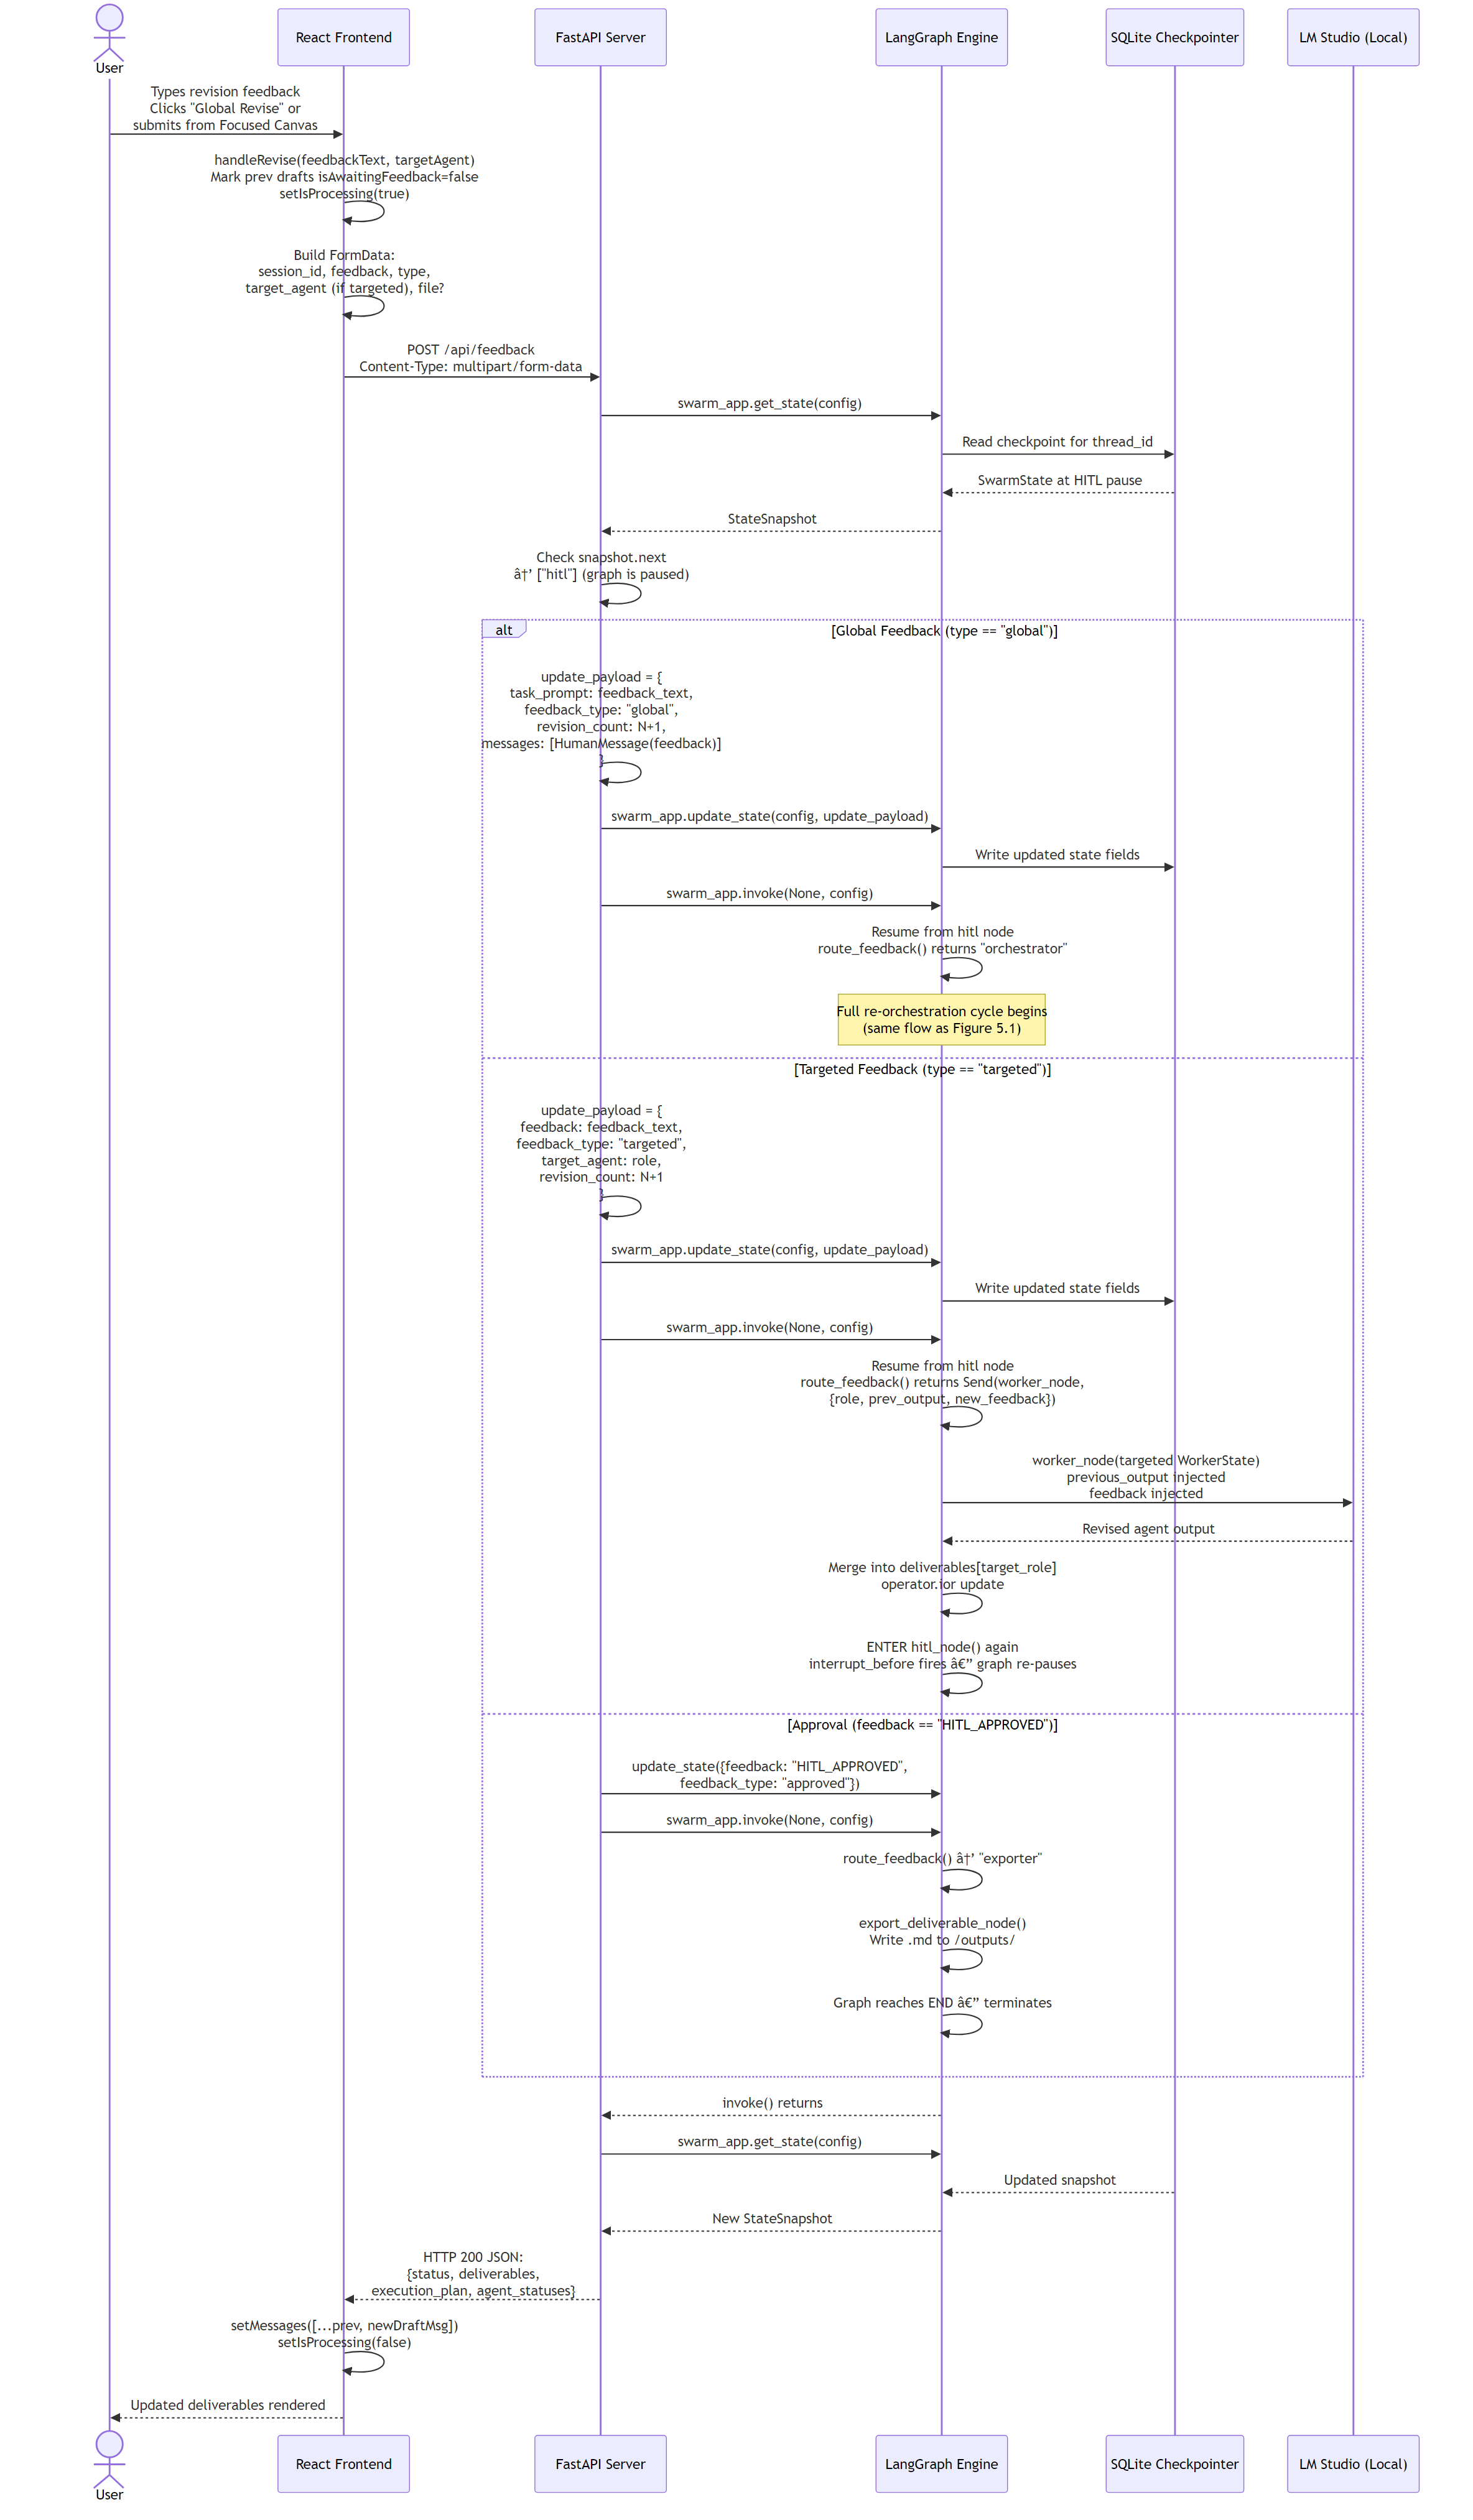 User
React Frontend
FastAPI Server
LangGraph Engine
SQLite Checkpointer
LM Studio (Local)
Types revision feedback
Clicks "Global Revise" or
submits from Focused Canvas
handleRevise(feedbackText, targetAgent)
Mark prev drafts isAwaitingFeedback=false
setIsProcessing(true)
Build FormData:
session_id, feedback, type,
target_agent (if targeted), file?
POST /api/feedback
Content-Type: multipart/form-data
swarm_app.get_state(config)
Read checkpoint for thread_id
SwarmState at HITL pause
StateSnapshot
Check snapshot.next
â†’ ["hitl"] (graph is paused)
alt
[Global Feedback (type == "global")]
update_payload = {
task_prompt: feedback_text,
feedback_type: "global",
revision_count: N+1,
messages: [HumanMessage(feedback)]
}
swarm_app.update_state(config, update_payload)
Write updated state fields
swarm_app.invoke(None, config)
Resume from hitl node
route_feedback() returns "orchestrator"
Full re-orchestration cycle begins
(same flow as Figure 5.1)
[Targeted Feedback (type == "targeted")]
update_payload = {
feedback: feedback_text,
feedback_type: "targeted",
target_agent: role,
revision_count: N+1
}
swarm_app.update_state(config, update_payload)
Write updated state fields
swarm_app.invoke(None, config)
Resume from hitl node
route_feedback() returns Send(worker_node,
{role, prev_output, new_feedback})
worker_node(targeted WorkerState)
previous_output injected
feedback injected
Revised agent output
Merge into deliverables[target_role]
operator.ior update
ENTER hitl_node() again
interrupt_before fires â€” graph re-pauses
[Approval (feedback == "HITL_APPROVED")]
update_state({feedback: "HITL_APPROVED",
feedback_type: "approved"})
swarm_app.invoke(None, config)
route_feedback() â†’ "exporter"
export_deliverable_node()
Write .md to /outputs/
Graph reaches END â€” terminates
invoke() returns
swarm_app.get_state(config)
Updated snapshot
New StateSnapshot
HTTP 200 JSON:
{status, deliverables,
execution_plan, agent_statuses}
setMessages([...prev, newDraftMsg])
setIsProcessing(false)
Updated deliverables rendered
User
React Frontend
FastAPI Server
LangGraph Engine
SQLite Checkpointer
LM Studio (Local)